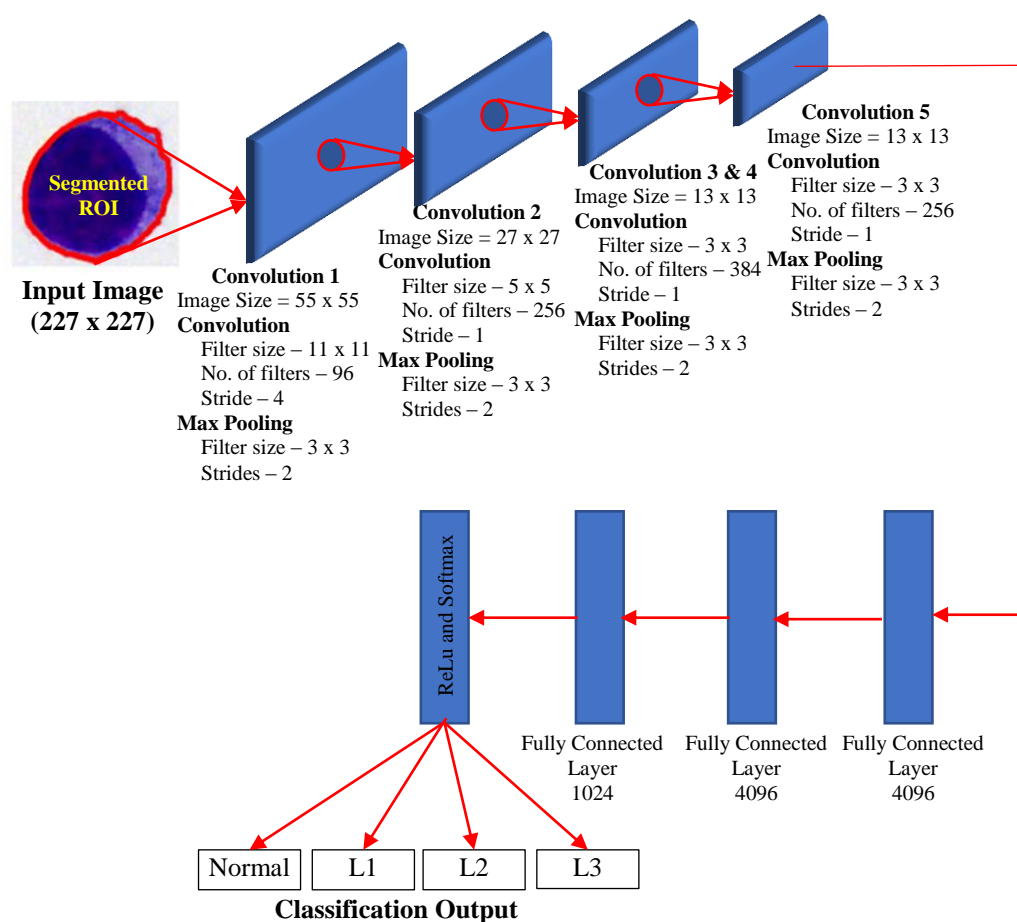 Segmented
ROI
Input Image
(227 x 227)
Convolution 1
Image Size = 55 x 55
Convolution
Filter size – 11 x 11
No. of filters – 96
Stride – 4
Max Pooling
Filter size – 3 x 3
Strides – 2
Convolution 2
Image Size = 27 x 27
Convolution
Filter size – 5 x 5
No. of filters – 256
Stride – 1
Max Pooling
Filter size – 3 x 3
Strides – 2
Convolution 3 & 4
Image Size = 13 x 13
Convolution
Filter size – 3 x 3
No. of filters – 384
Stride – 1
Max Pooling
Filter size – 3 x 3
Strides – 2
Convolution 5
Image Size = 13 x 13
Convolution
Filter size – 3 x 3
No. of filters – 256
Stride – 1
Max Pooling
Filter size – 3 x 3
Strides – 2
ReLu and Softmax
Fully Connected
Layer
1024
Fully Connected
Layer
4096
Fully Connected
Layer
4096
Normal
L1
L2
L3
Classification Output